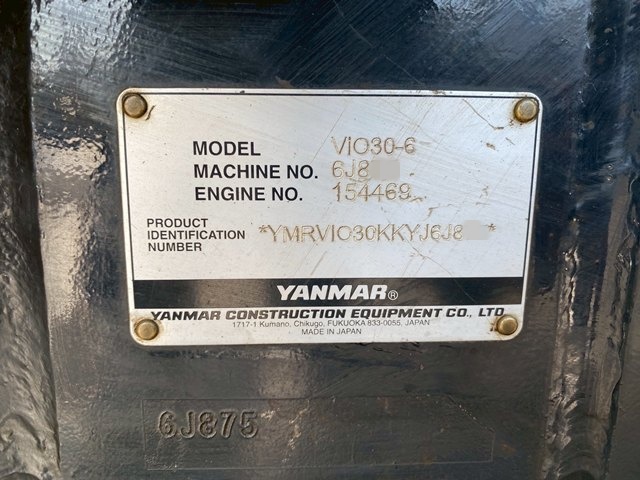 MODEL VIO30-6
MACHINE NO. 6J8
ENGINE NO. 154469
PRODUCT
IDENTIFICATION
NUMBER
*YMRVIO30KKYJ6J8 *
YANMAR®
YANMAR CONSTRUCTION EQUIPMENT CO., LTD
1717-1.Kumano, Chikugo, FUKUOKA 833-0055, JAPAN
MADE IN JAPAN
6J875